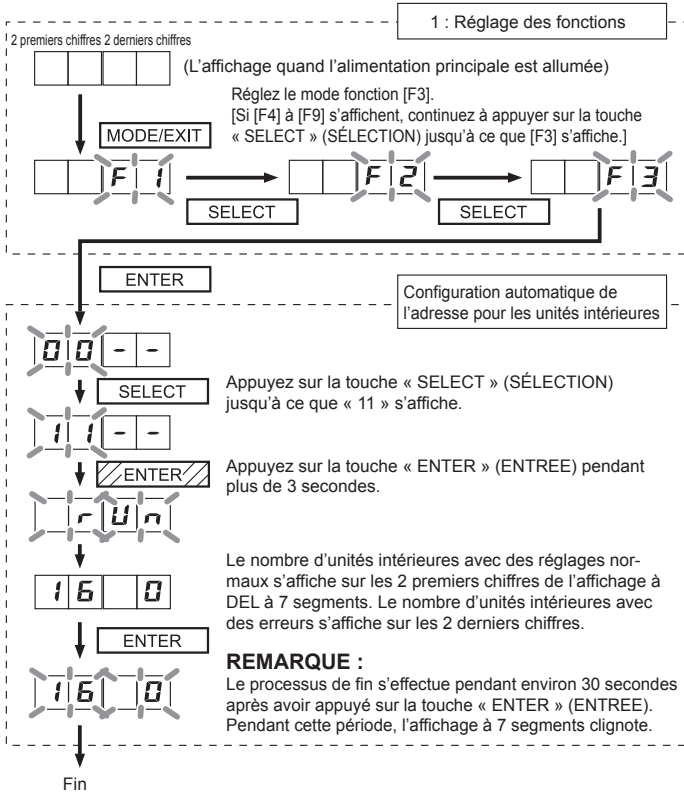 1 : Réglage des fonctions
2 premiers chiffres 2 derniers chiffres
(L'affichage quand l'alimentation principale est allumée)
Réglez le mode fonction [F3].
[Si [F4] à [F9] s'affichent, continuez à appuyer sur la touche
« SELECT » (SÉLECTION) jusqu'à ce que [F3] s'affiche.]
MODE/EXIT
F 1
F 2
F 3
SELECT
SELECT
ENTER
Configuration automatique de
l'adresse pour les unités intérieures
0 0 - -
SELECT
Appuyez sur la touche « SELECT » (SÉLECTION)
jusqu'à ce que « 11 » s'affiche.
1 1 - -
ENTER
Appuyez sur la touche « ENTER » (ENTREE) pendant
plus de 3 secondes.
r U n
Le nombre d'unités intérieures avec des réglages nor-
maux s'affiche sur les 2 premiers chiffres de l'affichage à
DEL à 7 segments. Le nombre d'unités intérieures avec
des erreurs s'affiche sur les 2 derniers chiffres.
1 6 0
ENTER
REMARQUE :
Le processus de fin s'effectue pendant environ 30 secondes
après avoir appuyé sur la touche « ENTER » (ENTREE).
Pendant cette période, l'affichage à 7 segments clignote.
1 6 0
Fin